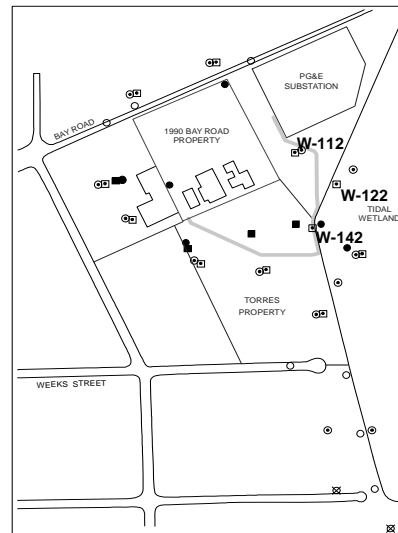 PG&E
SUBSTATION
BAY ROAD
1990 BAY ROAD
PROPERTY
W-112
W-122
TIDAL
WETLAND
W-142
TORRES
PROPERTY
WEEKS STREET